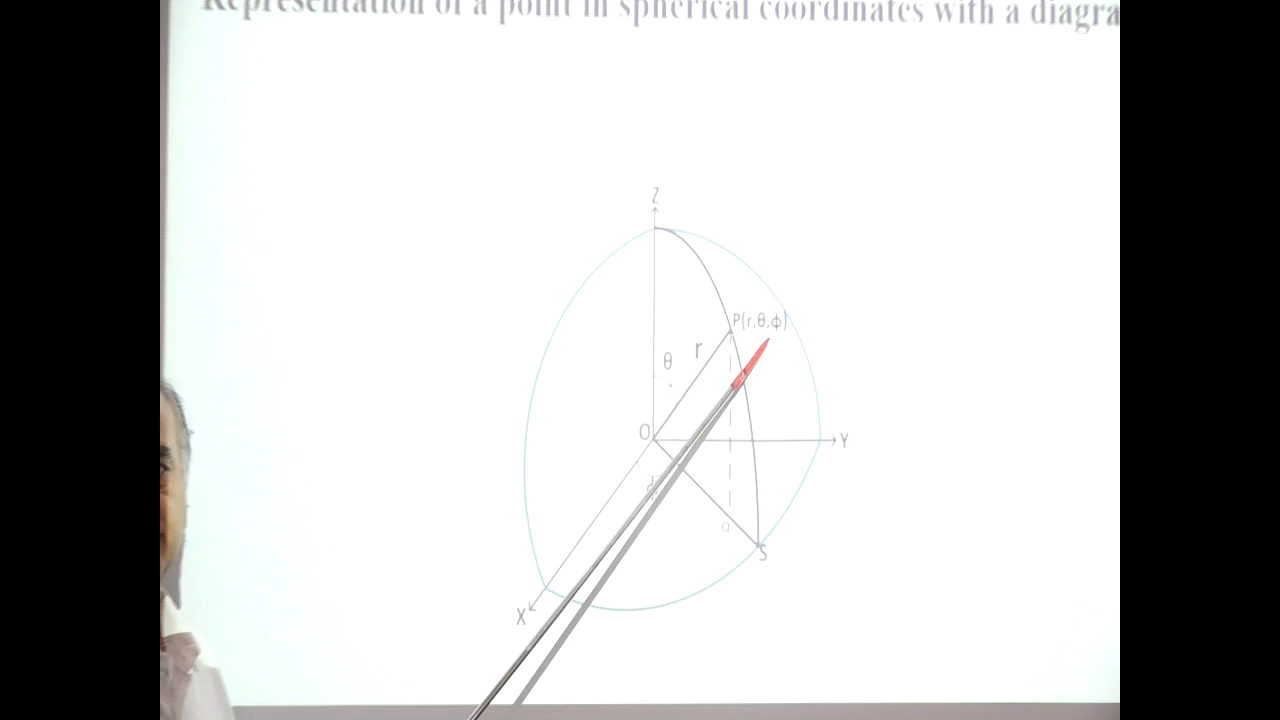 Representation of a point in spherical coordinates with a diagra
Z
P(r,θ,ϕ)
r
θ
O
Y
S
X